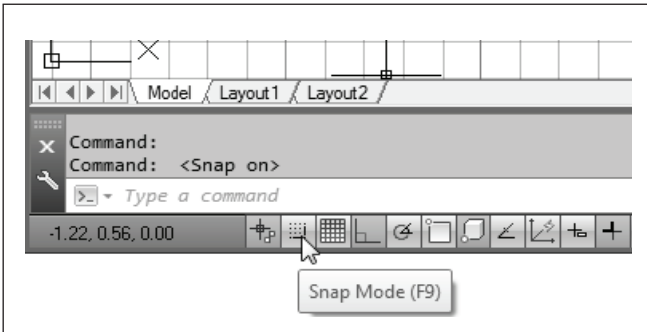 Model Layout1 Layout2
Command:
Command: <Snap on>
Type a command
-1.22, 0.56, 0.00
Snap Mode (F9)